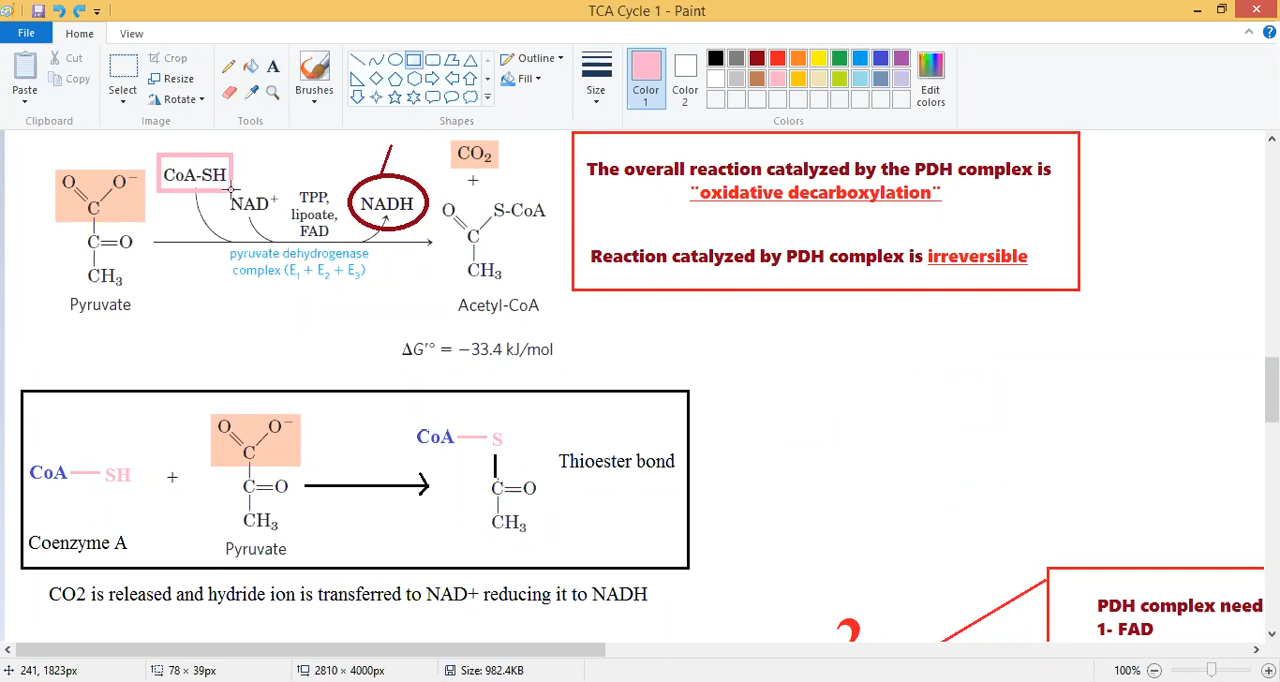 TCA Cycle 1 - Paint
File
Home
View
Paste
Cut
Copy
Clipboard
Select
Crop
Resize
Rotate
Image
A
Tools
Brushes
Outline
Fill
Shapes
Size
Color
1
Color
2
Edit
colors
Colors
CoA-SH
NAD⁺
TPP,
lipoate,
FAD
NADH
pyruvate dehydrogenase
complex (E₁ + E₂ + E₃)
O O⁻
C
C=O
CH₃
Pyruvate
CO₂
+
O S-CoA
C
CH₃
Acetyl-CoA
ΔG′° = −33.4 kJ/mol
The overall reaction catalyzed by the PDH complex is
"oxidative decarboxylation"
Reaction catalyzed by PDH complex is irreversible
CoA SH
Coenzyme A
+
O O⁻
C
C=O
CH₃
Pyruvate
CoA S
C=O
CH₃
Thioester bond
CO2 is released and hydride ion is transferred to NAD+ reducing it to NADH
?
PDH complex need
1- FAD
241, 1823px
78 × 39px
2810 × 4000px
Size: 982.4KB
100%